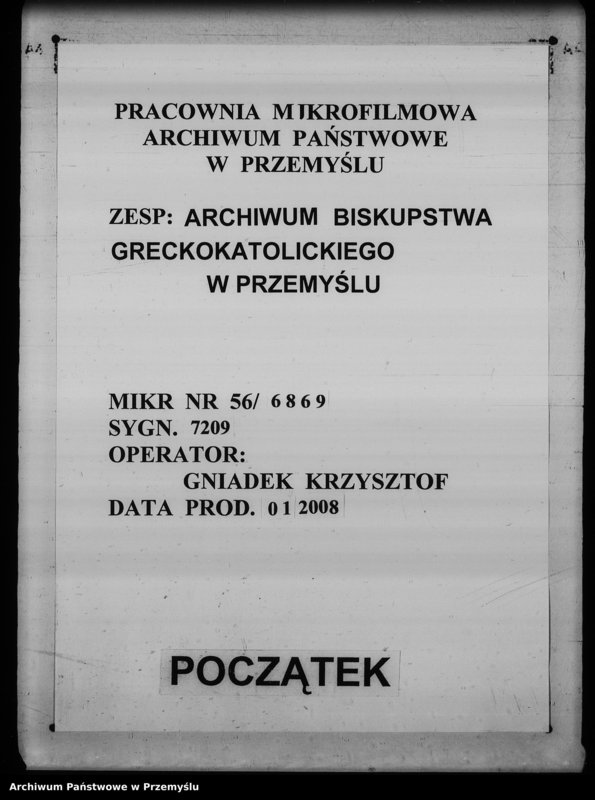 PRACOWNIA MIKROFILMOWA
ARCHIWUM PAŃSTWOWE
W PRZEMYŚLU
ZESP: ARCHIWUM BISKUPSTWA
GRECKOKATOLICKIEGO
W PRZEMYŚLU
MIKR NR 56/ 6869
SYGN. 7209
OPERATOR:
GNIADEK KRZYSZTOF
DATA PROD. 01 2008
POCZĄTEK
Archiwum Państwowe w Przemyślu